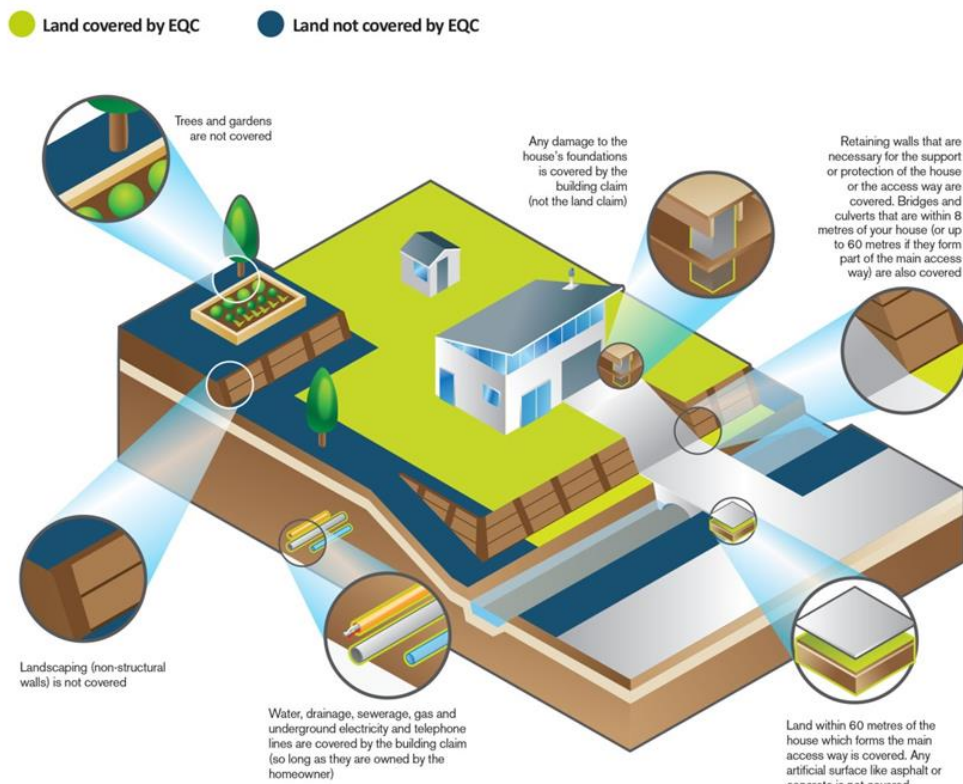 Land covered by EQC
Land not covered by EQC
Trees and gardens
are not covered
Any damage to the
house's foundations
is covered by the
building claim
(not the land claim)
Retaining walls that are
necessary for the support
or protection of the house
or the access way are
covered. Bridges and
culverts that are within 8
metres of your house (or up
to 60 metres if they form
part of the main access
way) are also covered
Landscaping (non-structural
walls) is not covered
Water, drainage, sewerage, gas and
underground electricity and telephone
lines are covered by the building claim
(so long as they are owned by the
homeowner)
Land within 60 metres of the
house which forms the main
access way is covered. Any
artificial surface like asphalt or
concrete is not covered